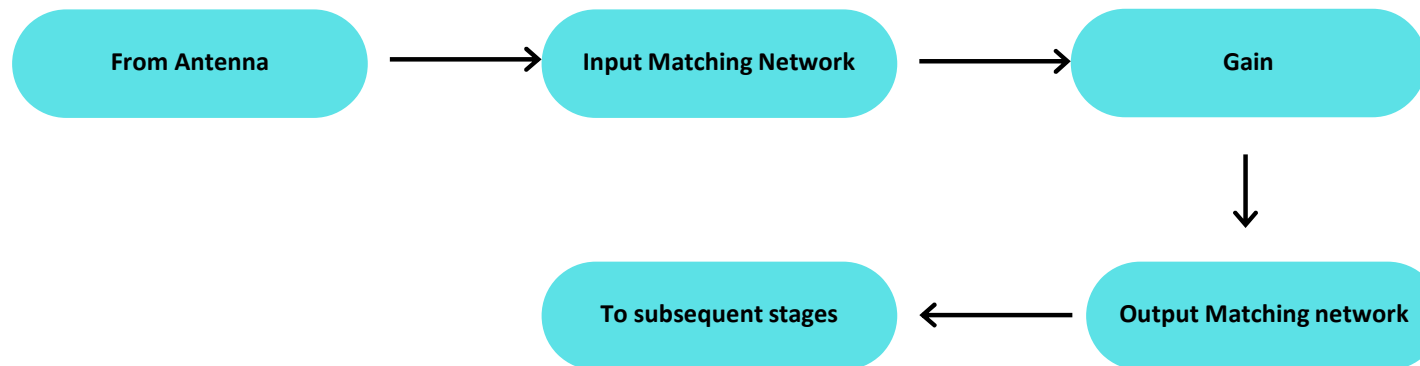 From Antenna
Input Matching Network
Gain
Output Matching network
To subsequent stages